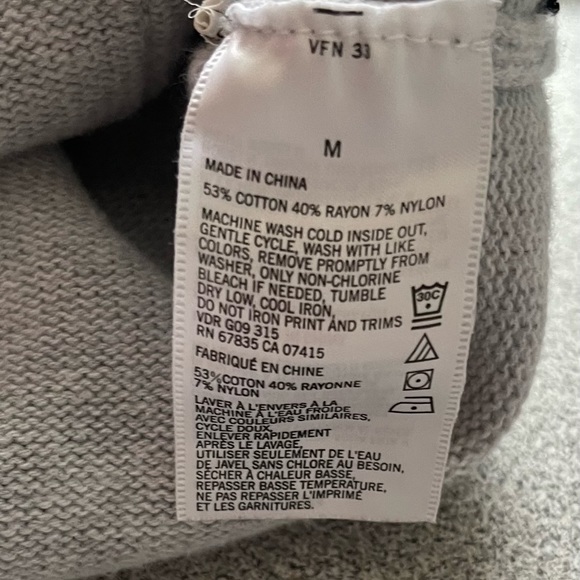 VFN 33
M
MADE IN CHINA
53% COTTON 40% RAYON 7% NYLON
MACHINE WASH COLD INSIDE OUT,
GENTLE CYCLE, WASH WITH LIKE
COLORS, REMOVE PROMPTLY FROM
WASHER, ONLY NON-CHLORINE
BLEACH IF NEEDED, TUMBLE
DRY LOW, COOL IRON,
DO NOT IRON PRINT AND TRIMS
VDR G09 315
RN 67835 CA 07415
30C
FABRIQUÉ EN CHINE
53%COTON 40% RAYONNE
7% NYLON
LAVER À L'ENVERS À LA
MACHINE À L'EAU FROIDE
AVEC COULEURS SIMILAIRES,
CYCLE DOUX,
ENLEVER RAPIDEMENT
APRÈS LE LAVAGE,
UTILISER SEULEMENT DE L'EAU
DE JAVEL SANS CHLORE AU BESOIN,
SÉCHER À CHALEUR BASSE,
REPASSER BASSE TEMPÉRATURE,
NE PAS REPASSER L'IMPRIMÉ
ET LES GARNITURES.